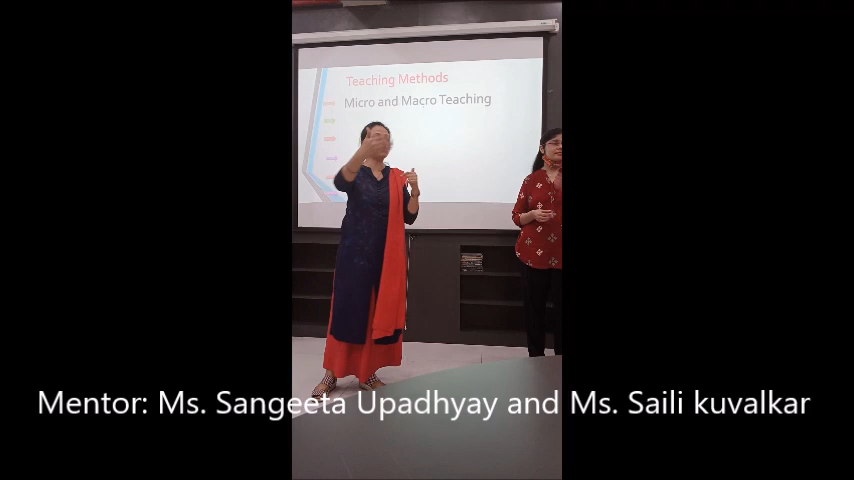 Teaching Methods
Micro and Macro Teaching
Mentor: Ms. Sangeeta Upadhyay and Ms. Saili kuvalkar